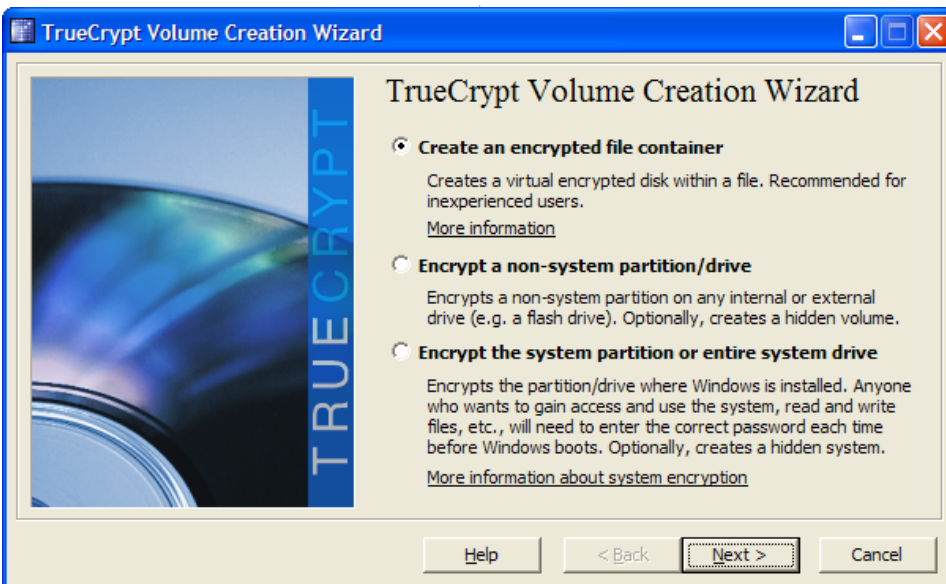 TrueCrypt Volume Creation Wizard
TRUECRYPT
TrueCrypt Volume Creation Wizard
Create an encrypted file container
Creates a virtual encrypted disk within a file. Recommended for
inexperienced users.
More information
Encrypt a non-system partition/drive
Encrypts a non-system partition on any internal or external
drive (e.g. a flash drive). Optionally, creates a hidden volume.
Encrypt the system partition or entire system drive
Encrypts the partition/drive where Windows is installed. Anyone
who wants to gain access and use the system, read and write
files, etc., will need to enter the correct password each time
before Windows boots. Optionally, creates a hidden system.
More information about system encryption
Help
< Back
Next >
Cancel